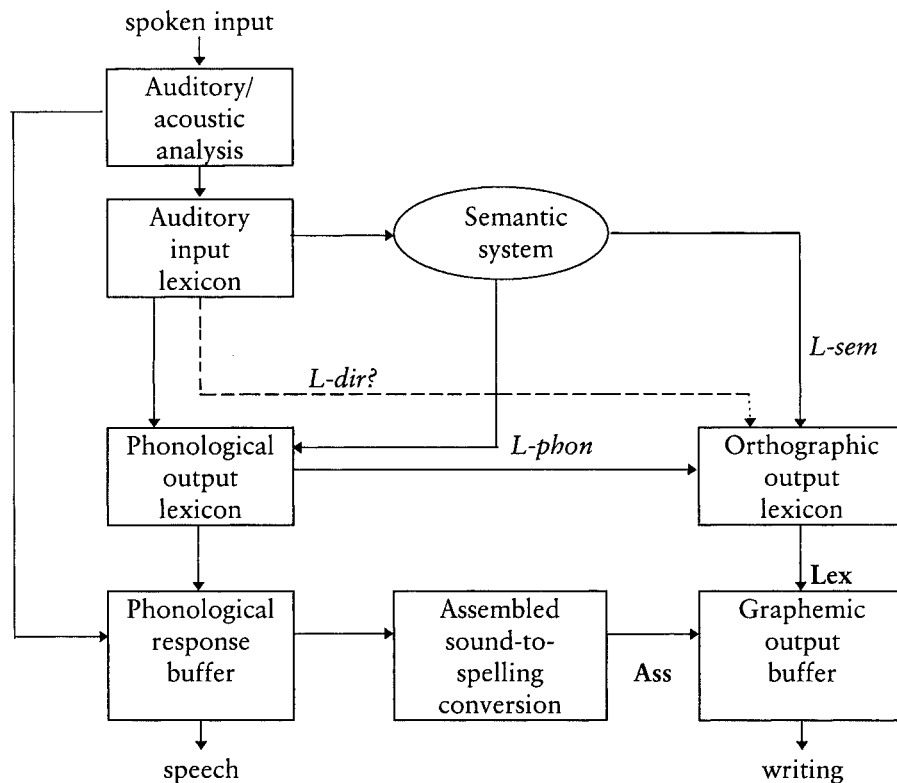 spoken input
Auditory/
acoustic
analysis
Auditory
input
lexicon
Semantic
system
L-sem
L-dir?
Phonological
output
lexicon
L-phon
Orthographic
output
lexicon
Lex
Phonological
response
buffer
Assembled
sound-to-
spelling
conversion
Ass
Graphemic
output
buffer
speech
writing